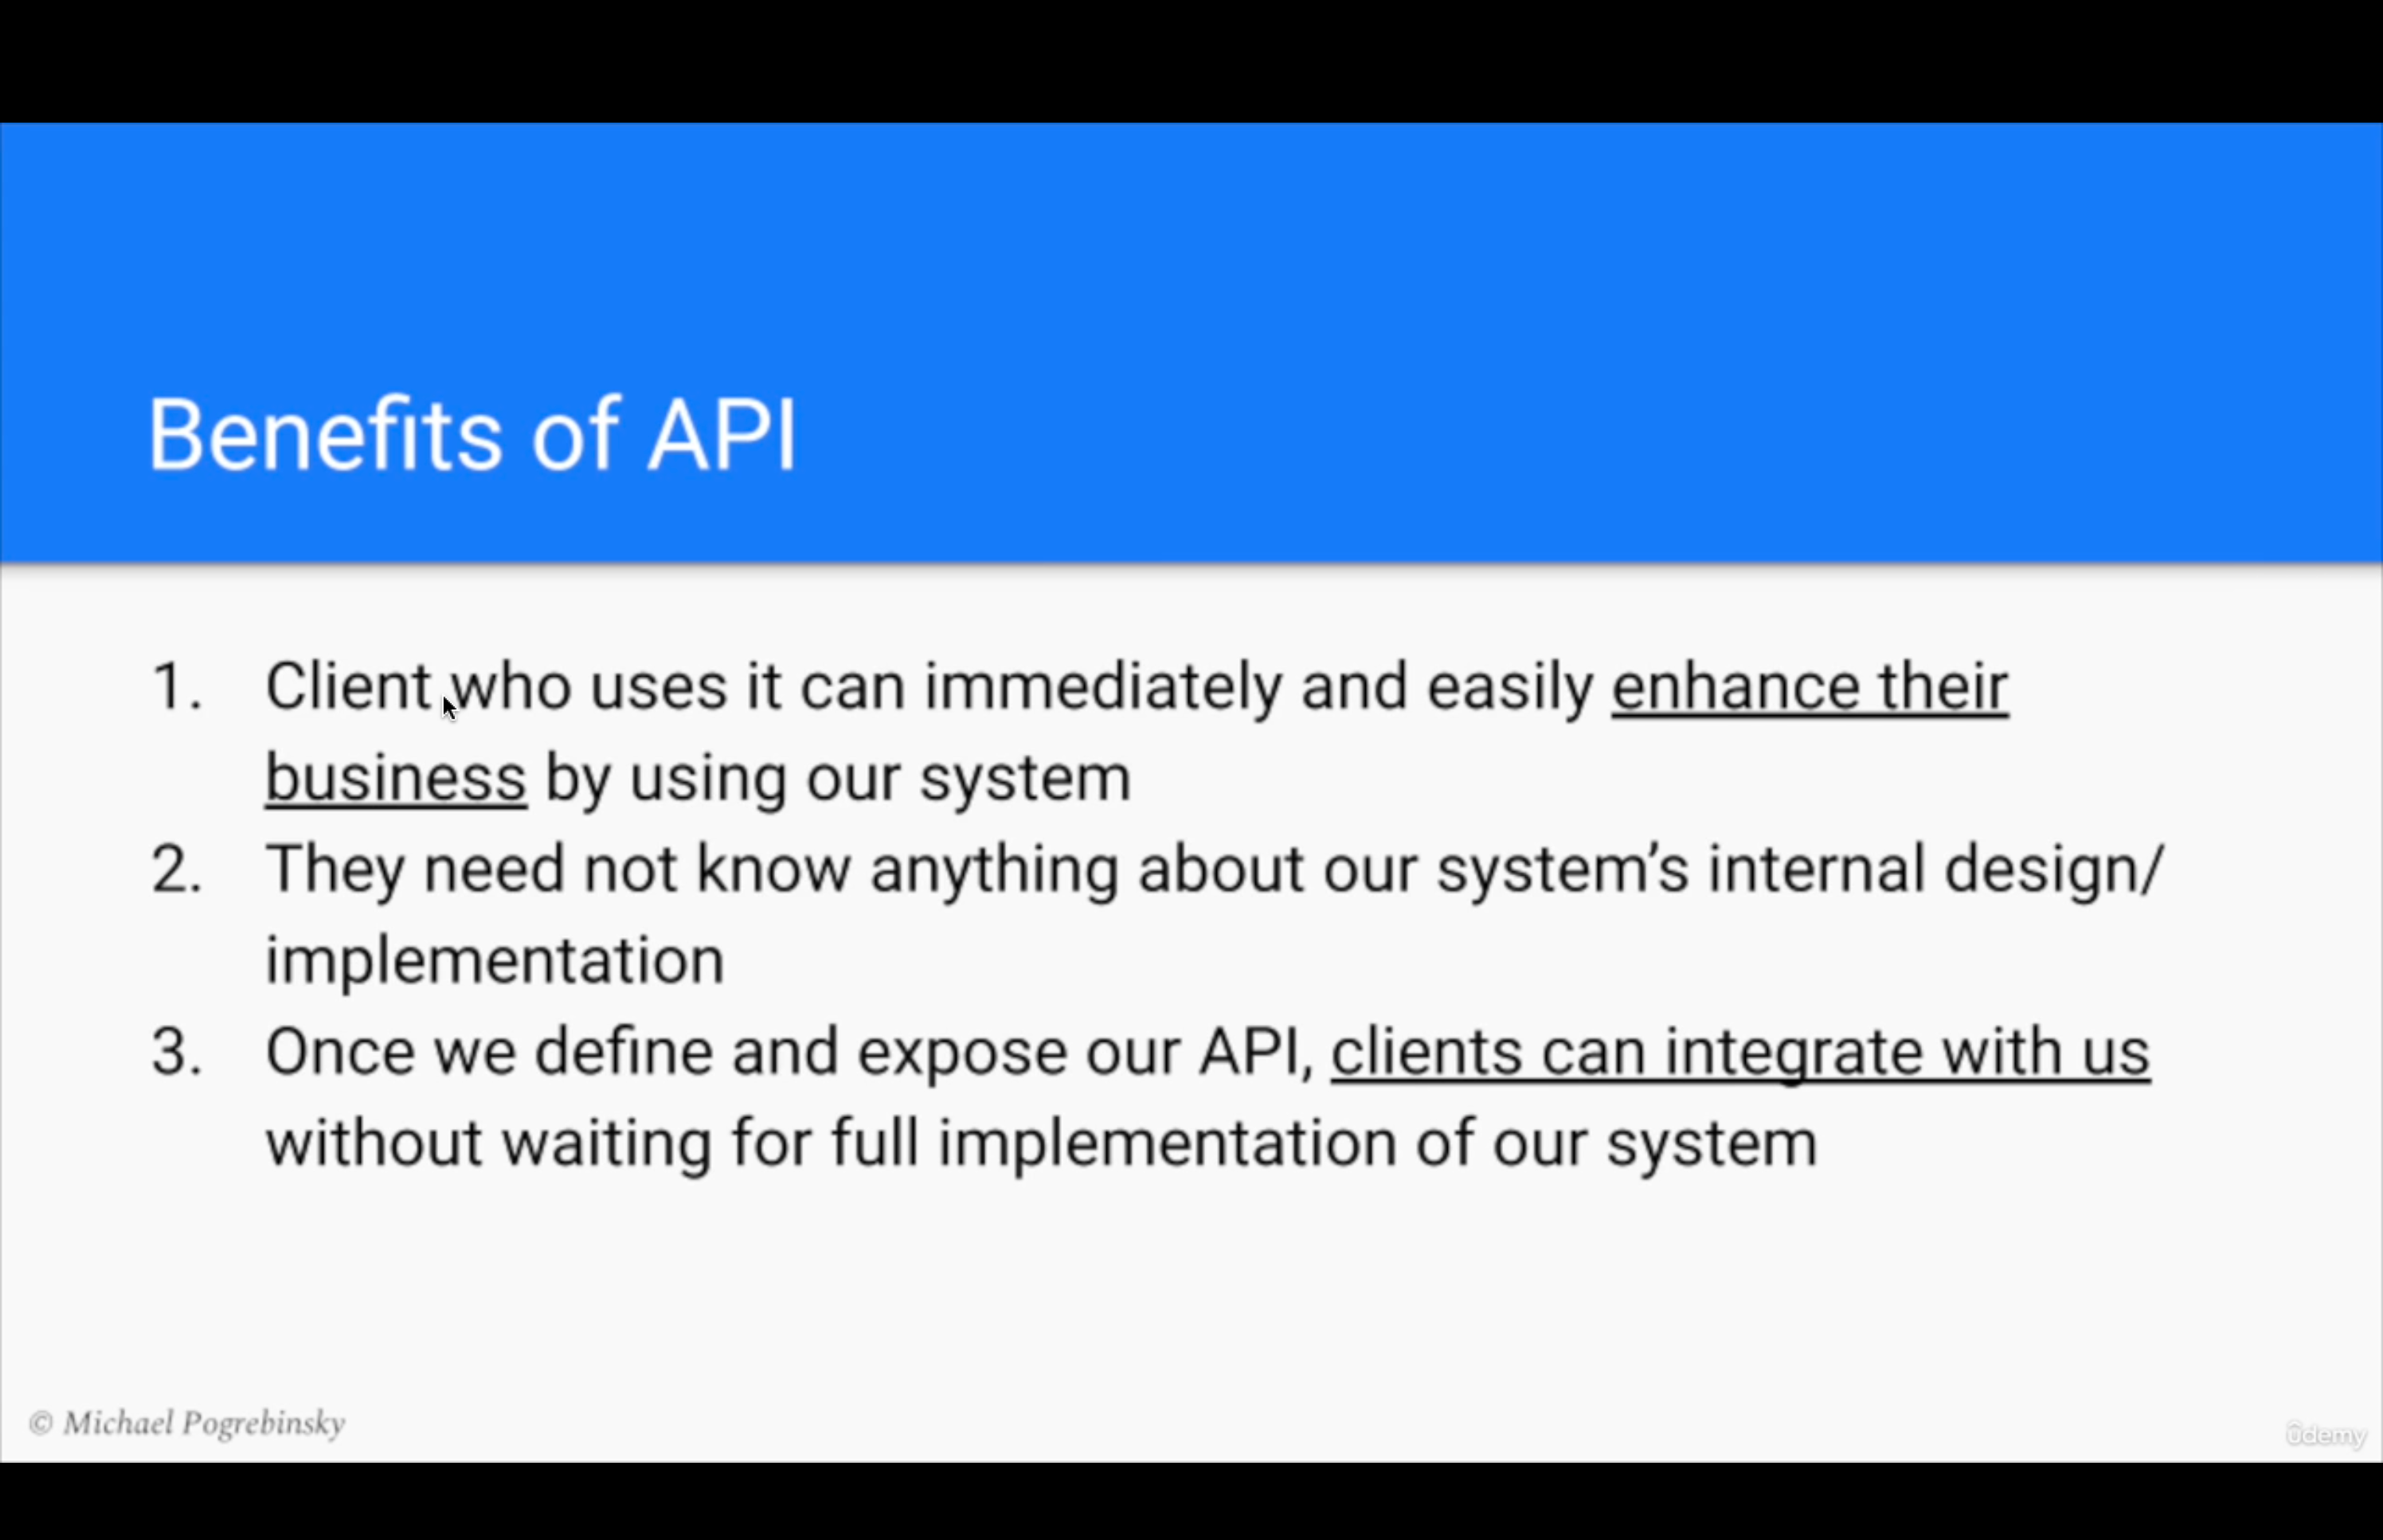 Benefits of API
1. Client who uses it can immediately and easily enhance their
business by using our system
2. They need not know anything about our system’s internal design/
implementation
3. Once we define and expose our API, clients can integrate with us
without waiting for full implementation of our system
© Michael Pogrebinsky
ûdemy